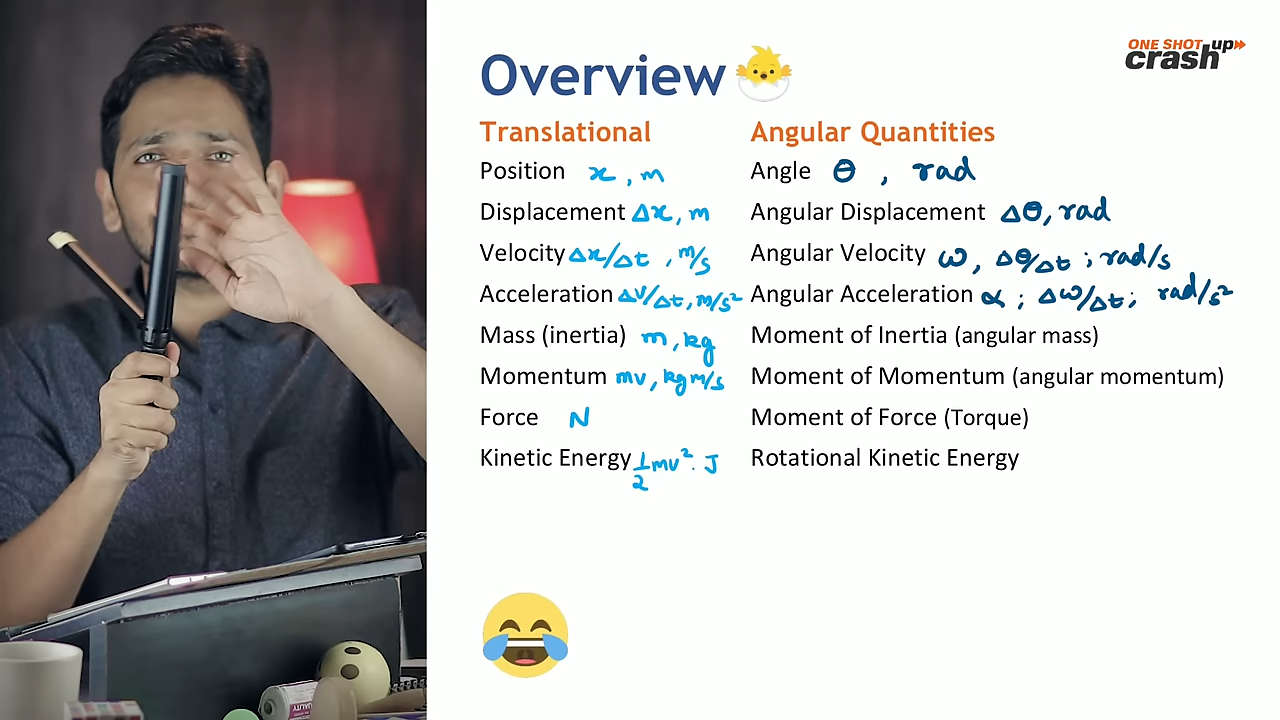 ONE SHOT up
crash
Overview
Translational Angular Quantities
Position x, m Angle θ, rad
Displacement Δx, m Angular Displacement Δθ, rad
Velocity Δx/Δt, m/s Angular Velocity ω, Δθ/Δt ; rad/s
Acceleration Δv/Δt, m/s² Angular Acceleration α ; Δω/Δt; rad/s²
Mass (inertia) m, kg Moment of Inertia (angular mass)
Momentum mv, kg m/s Moment of Momentum (angular momentum)
Force N Moment of Force (Torque)
Kinetic Energy 1/2 mv². J Rotational Kinetic Energy